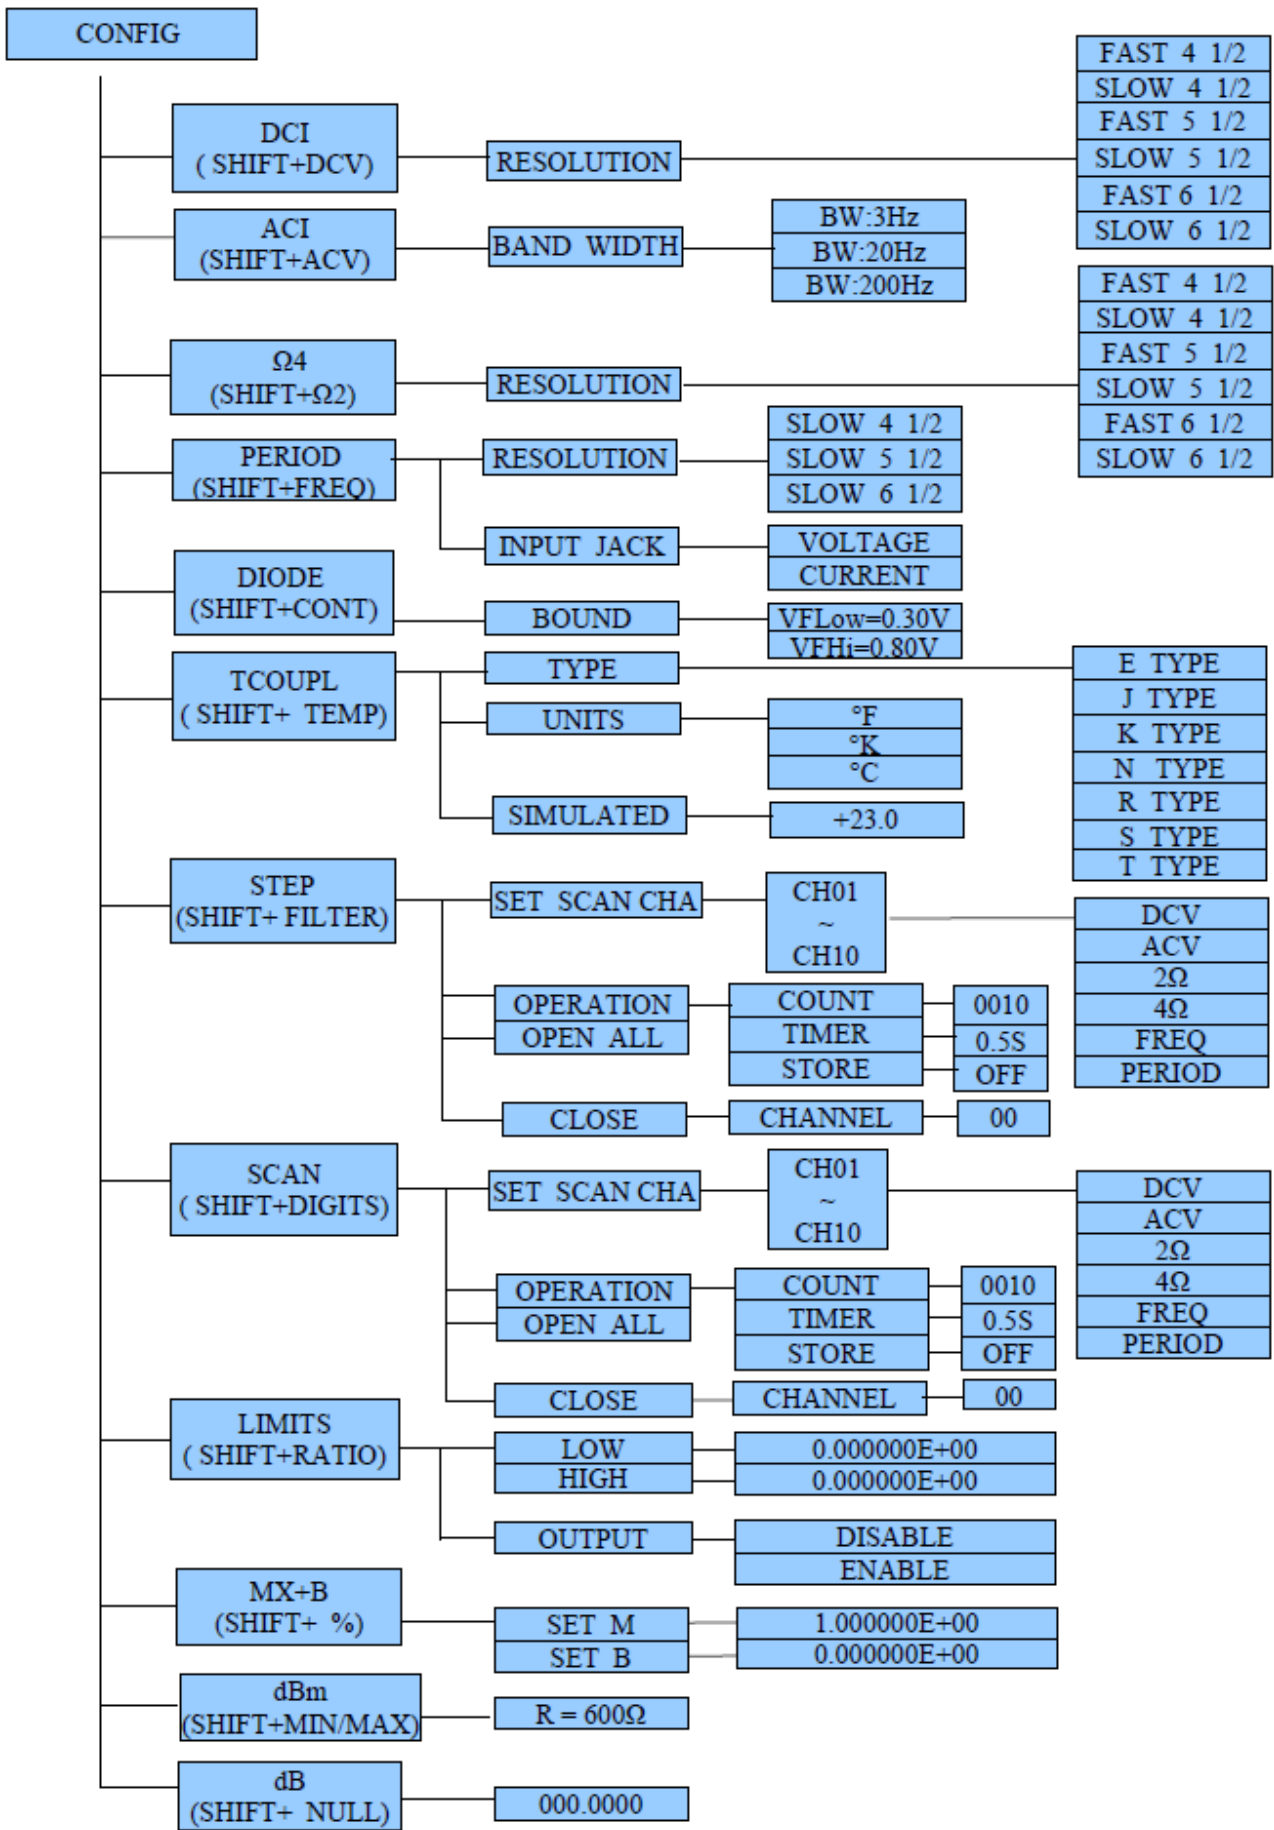 CONFIG
DCI
( SHIFT+DCV)
RESOLUTION
FAST 4 1/2
SLOW 4 1/2
FAST 5 1/2
SLOW 5 1/2
FAST 6 1/2
SLOW 6 1/2
ACI
(SHIFT+ACV)
BAND WIDTH
BW:3Hz
BW:20Hz
BW:200Hz
Ω4
(SHIFT+Ω2)
RESOLUTION
FAST 4 1/2
SLOW 4 1/2
FAST 5 1/2
SLOW 5 1/2
FAST 6 1/2
SLOW 6 1/2
PERIOD
(SHIFT+FREQ)
RESOLUTION
SLOW 4 1/2
SLOW 5 1/2
SLOW 6 1/2
INPUT JACK
VOLTAGE
CURRENT
DIODE
(SHIFT+CONT)
BOUND
VFLow=0.30V
VFHi=0.80V
TCOUPL
( SHIFT+ TEMP)
TYPE
E TYPE
J TYPE
K TYPE
N TYPE
R TYPE
S TYPE
T TYPE
UNITS
°F
°K
°C
SIMULATED
+23.0
STEP
(SHIFT+ FILTER)
SET SCAN CHA
CH01
~
CH10
DCV
ACV
2Ω
4Ω
FREQ
PERIOD
OPERATION
OPEN ALL
COUNT
0010
TIMER
0.5S
STORE
OFF
CLOSE
CHANNEL
00
SCAN
( SHIFT+DIGITS)
SET SCAN CHA
CH01
~
CH10
DCV
ACV
2Ω
4Ω
FREQ
PERIOD
OPERATION
OPEN ALL
COUNT
0010
TIMER
0.5S
STORE
OFF
CLOSE
CHANNEL
00
LIMITS
( SHIFT+RATIO)
LOW
0.000000E+00
HIGH
0.000000E+00
OUTPUT
DISABLE
ENABLE
MX+B
(SHIFT+ %)
SET M
1.000000E+00
SET B
0.000000E+00
dBm
(SHIFT+MIN/MAX)
R = 600Ω
dB
(SHIFT+ NULL)
000.0000